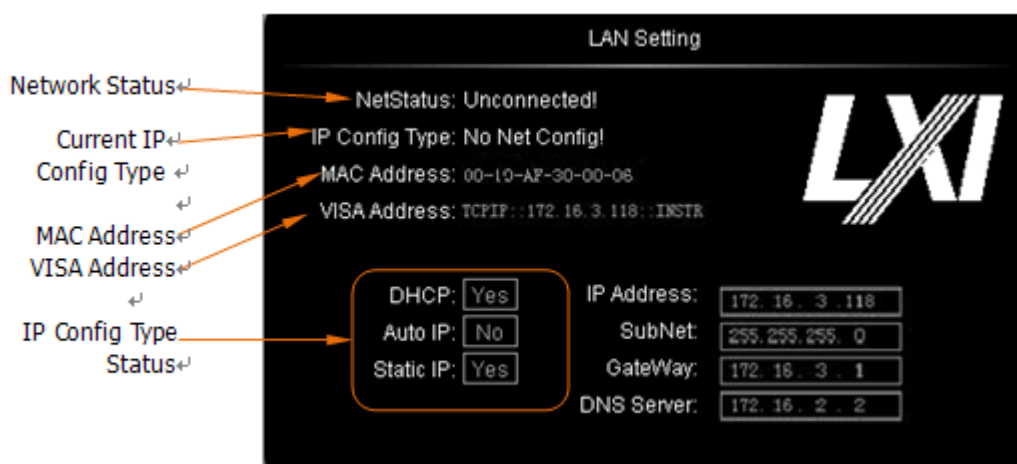 LAN Setting
Network Status
Current IP
Config Type
MAC Address
VISA Address
IP Config Type
Status
NetStatus: Unconnected!
IP Config Type: No Net Config!
MAC Address: 00-19-AF-30-00-06
VISA Address: TCPIP::172.16.3.118::INSTR
LXI
DHCP: Yes
Auto IP: No
Static IP: Yes
IP Address: 172. 16 . 3 .118
SubNet: 255.255.255. 0
GateWay: 172. 16 . 3 . 1
DNS Server: 172. 16 . 2 . 2